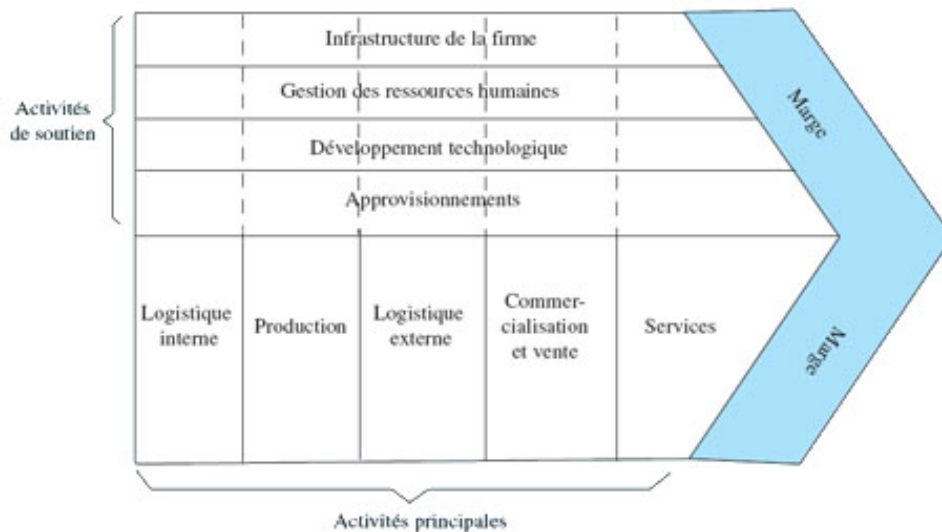 Infrastructure de la firme
Gestion des ressources humaines
Développement technologique
Approvisionnements
Activités
de soutien
Marge
Logistique
interne
Production
Logistique
externe
Commer-
cialisation
et vente
Services
Marge
Activités principales